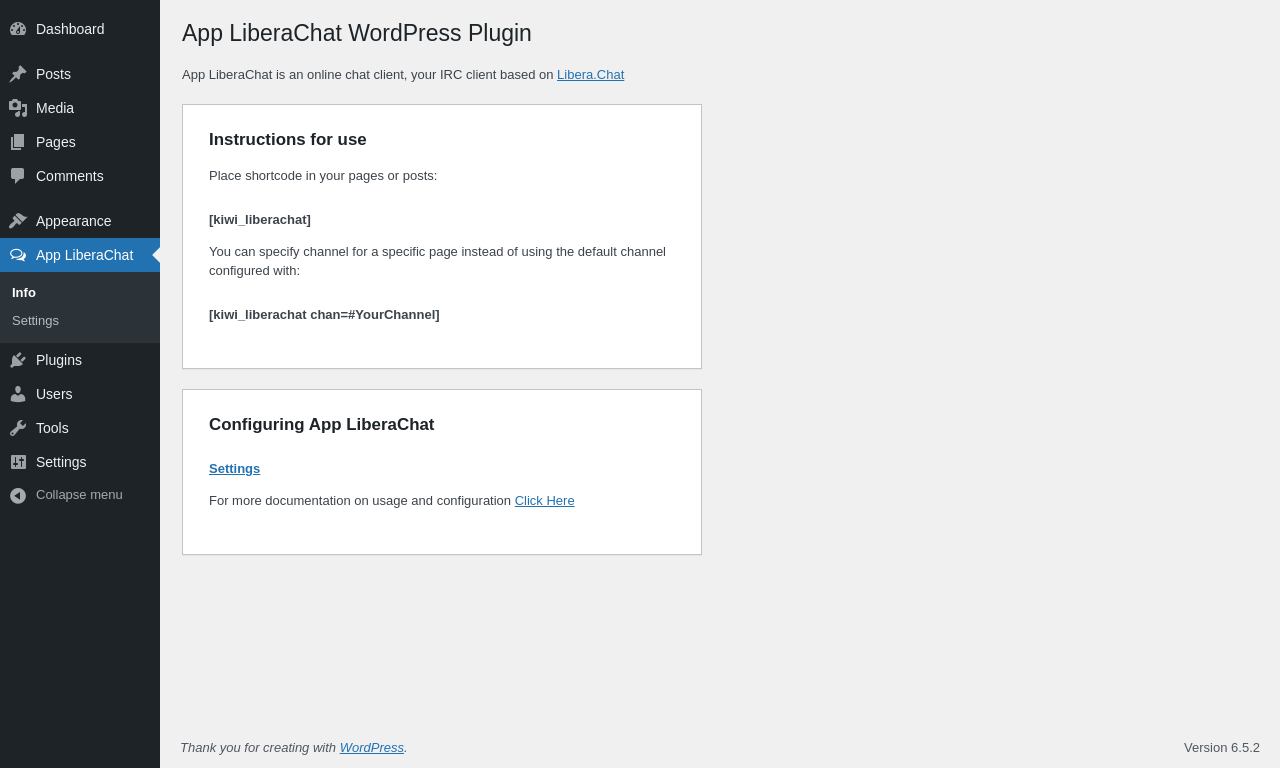 Dashboard
Posts
Media
Pages
Comments
Appearance
App LiberaChat
Info
Settings
Plugins
Users
Tools
Settings
Collapse menu
App LiberaChat WordPress Plugin
App LiberaChat is an online chat client, your IRC client based on Libera.Chat
Instructions for use
Place shortcode in your pages or posts:
[kiwi_liberachat]
You can specify channel for a specific page instead of using the default channel
configured with:
[kiwi_liberachat chan=#YourChannel]
Configuring App LiberaChat
Settings
For more documentation on usage and configuration Click Here
Thank you for creating with WordPress.
Version 6.5.2